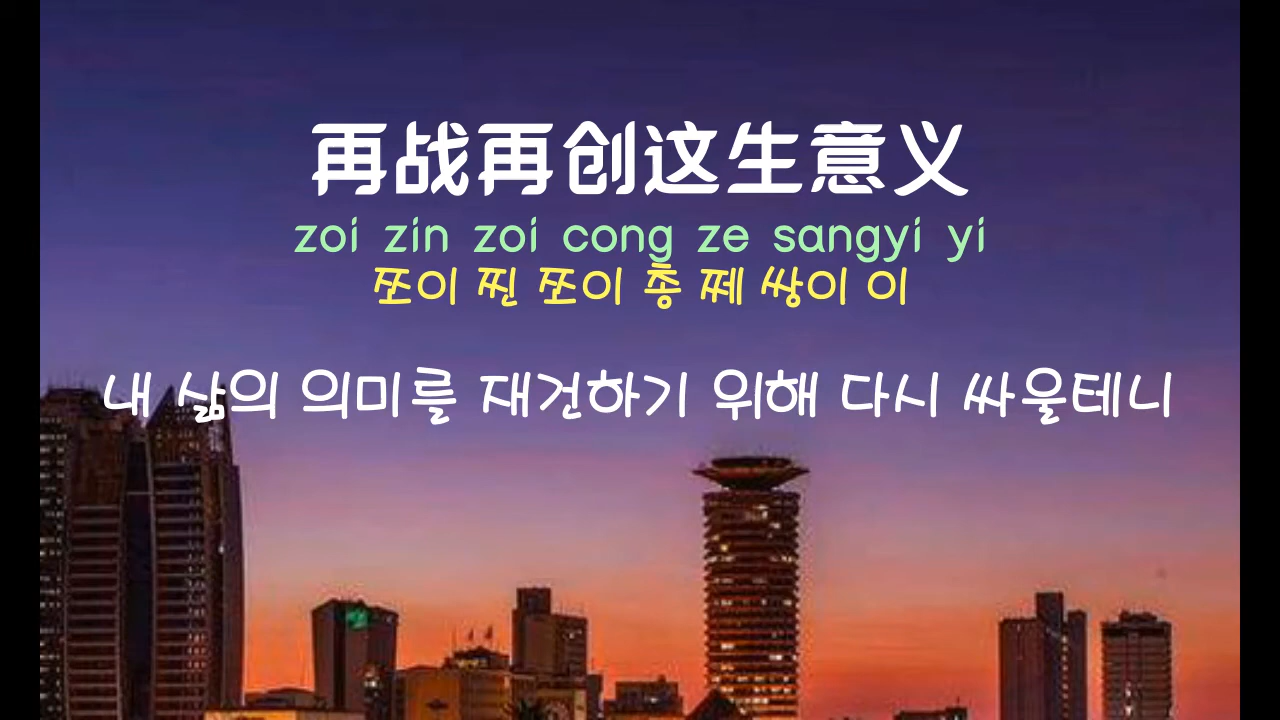 再战再创这生意义
zoi zin zoi cong ze sangyi yi
쪼이 찐 쪼이 총 쩨 쌍이 이
내 삶의 의미를 재건하기 위해 다시 싸울테니